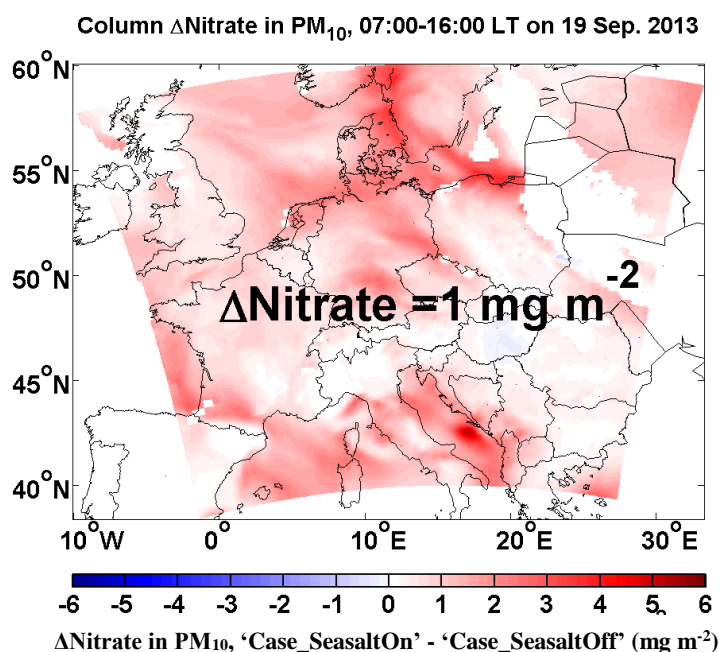 Column ΔNitrate in PM10, 07:00-16:00 LT on 19 Sep. 2013
60°N
55°N
50°N
45°N
40°N
ΔNitrate =1 mg m-2
10°W 0° 10°E 20°E 30°E
-6 -5 -4 -3 -2 -1 0 1 2 3 4 5 6
ΔNitrate in PM10, ‘Case_SeasaltOn’ - ‘Case_SeasaltOff’ (mg m-2)